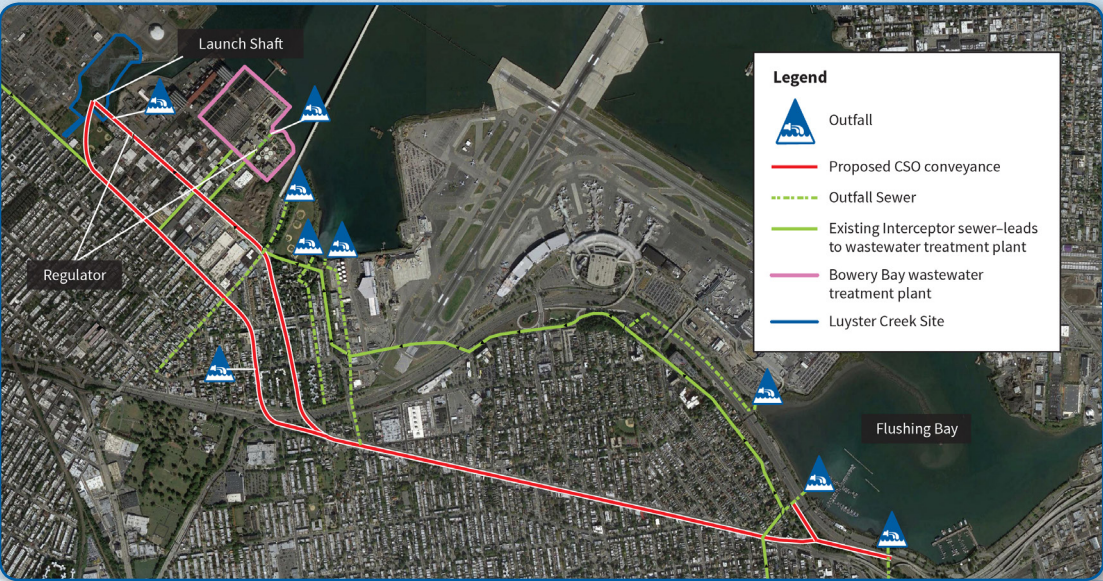 Launch Shaft
Legend
Outfall
Proposed CSO conveyance
Outfall Sewer
Existing Interceptor sewer–leads
to wastewater treatment plant
Regulator
Bowery Bay wastewater
treatment plant
Luyster Creek Site
Flushing Bay